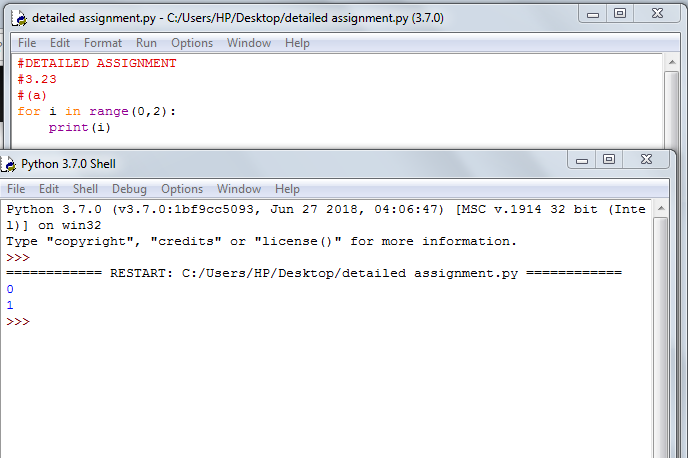 detailed assignment.py - C:/Users/HP/Desktop/detailed assignment.py (3.7.0)
File Edit Format Run Options Window Help
#DETAILED ASSIGNMENT
#3.23
#(a)
for i in range(0,2):
    print(i)
Python 3.7.0 Shell
File Edit Shell Debug Options Window Help
Python 3.7.0 (v3.7.0:1bf9cc5093, Jun 27 2018, 04:06:47) [MSC v.1914 32 bit (Inte
l)] on win32
Type "copyright", "credits" or "license()" for more information.
>>>
============ RESTART: C:/Users/HP/Desktop/detailed assignment.py ============
0
1
>>>